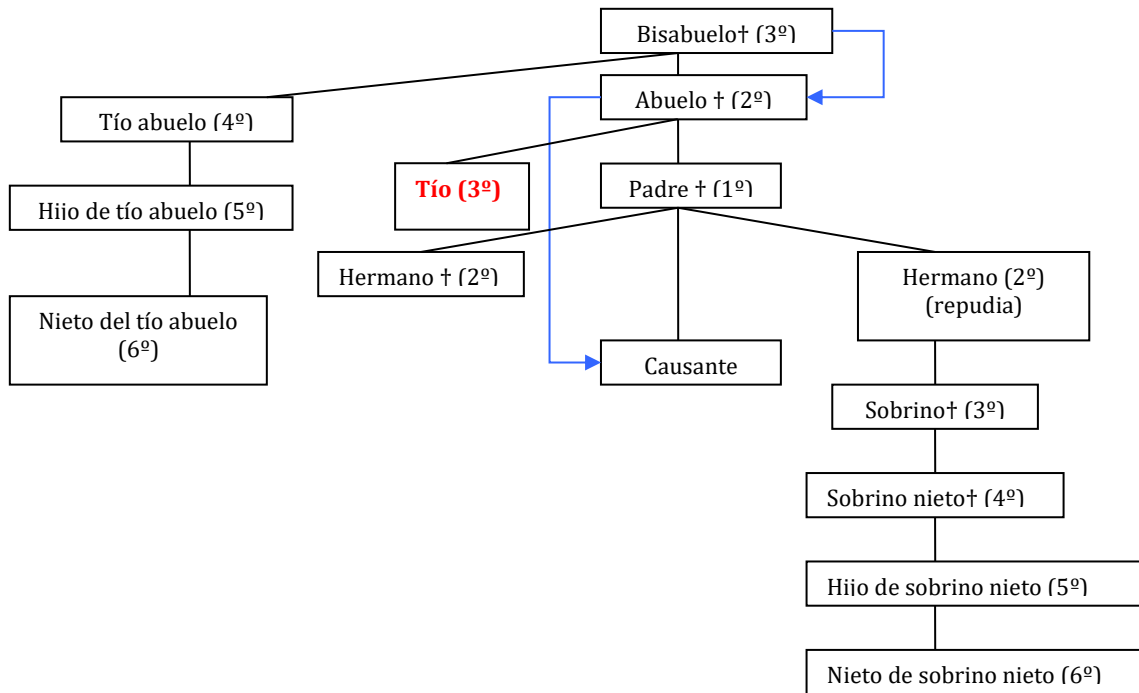 Bisabuelo† (3º)
Abuelo † (2º)
Tío abuelo (4º)
Tío (3º)
Padre † (1º)
Hijo de tío abuelo (5º)
Hermano † (2º)
Hermano (2º)
(repudia)
Nieto del tío abuelo
(6º)
Causante
Sobrino† (3º)
Sobrino nieto† (4º)
Hijo de sobrino nieto (5º)
Nieto de sobrino nieto (6º)